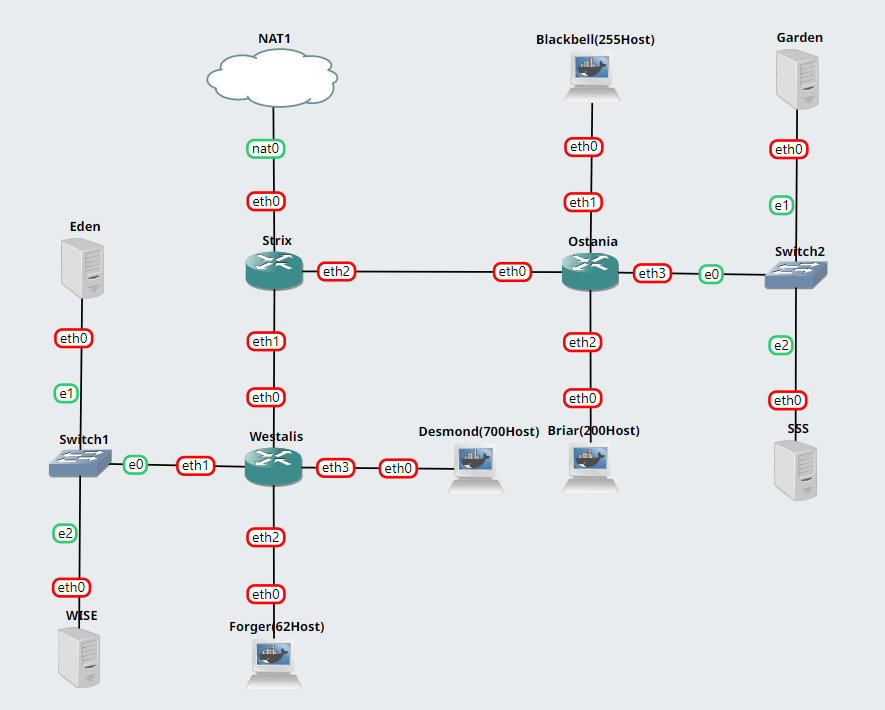 NAT1
Blackbell(255Host)
Garden
nat0
eth0
eth0
e1
eth0
eth1
Eden
Strix
Ostania
Switch2
eth2
eth0
eth3
e0
eth0
eth1
eth2
e2
e1
eth0
eth0
eth0
Switch1
Westalis
Desmond(700Host)
Briar(200Host)
SSS
e0
eth1
eth3
eth0
e2
eth2
eth0
eth0
WISE
Forger(62Host)